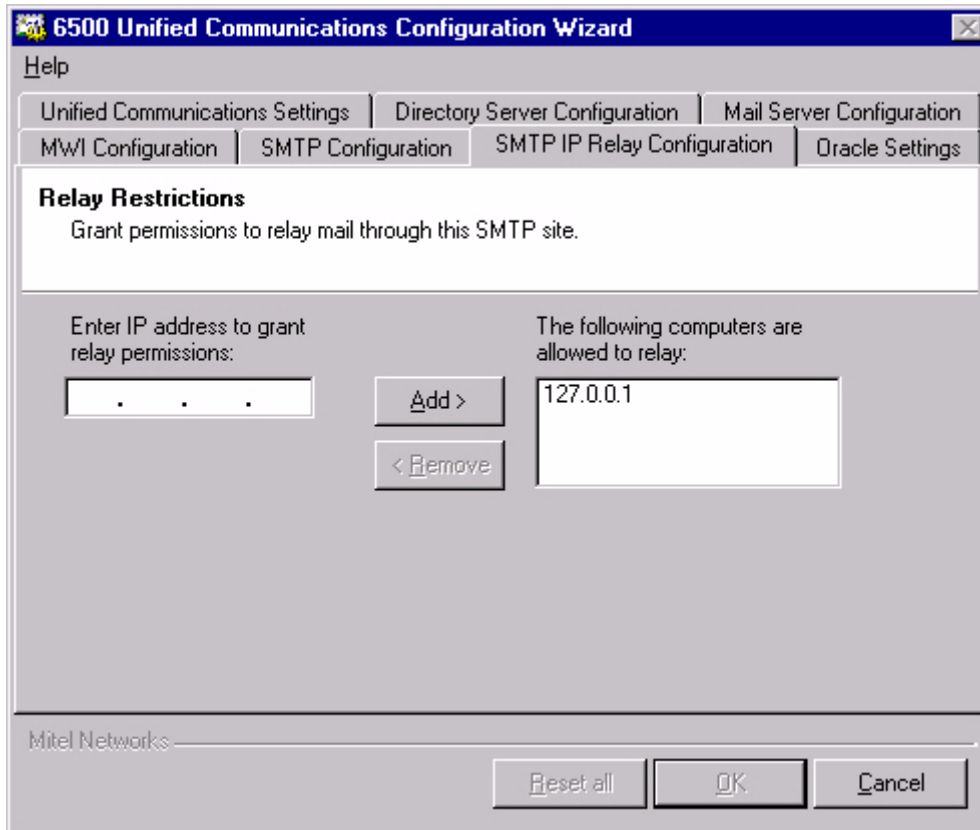 6500 Unified Communications Configuration Wizard
Help
Unified Communications Settings
Directory Server Configuration
Mail Server Configuration
MWI Configuration
SMTP Configuration
SMTP IP Relay Configuration
Oracle Settings
Relay Restrictions
Grant permissions to relay mail through this SMTP site.
Enter IP address to grant
relay permissions:
. . .
Add >
< Remove
The following computers are
allowed to relay:
127.0.0.1
Mitel Networks
Reset all
OK
Cancel